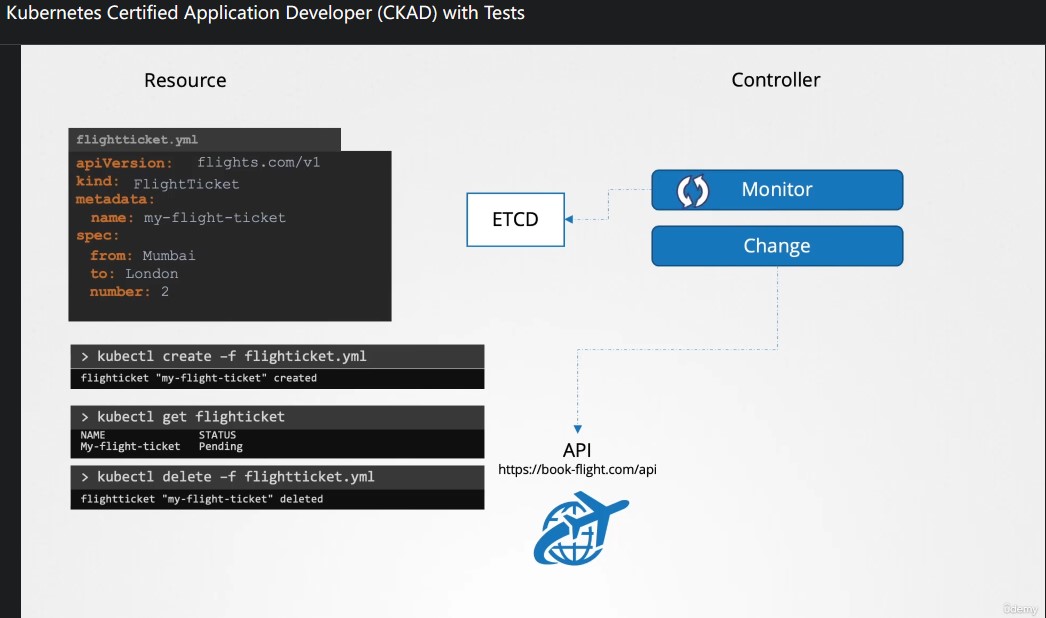 Kubernetes Certified Application Developer (CKAD) with Tests
Resource
Controller
flightticket.yml
apiVersion: flights.com/v1
kind: FlightTicket
metadata:
name: my-flight-ticket
spec:
from: Mumbai
to: London
number: 2
ETCD
Monitor
Change
> kubectl create –f flighticket.yml
flighticket "my-flight-ticket" created
> kubectl get flighticket
NAME STATUS
My-flight-ticket Pending
> kubectl delete –f flightticket.yml
flightticket "my-flight-ticket" deleted
API
https://book-flight.com/api
ûdemy